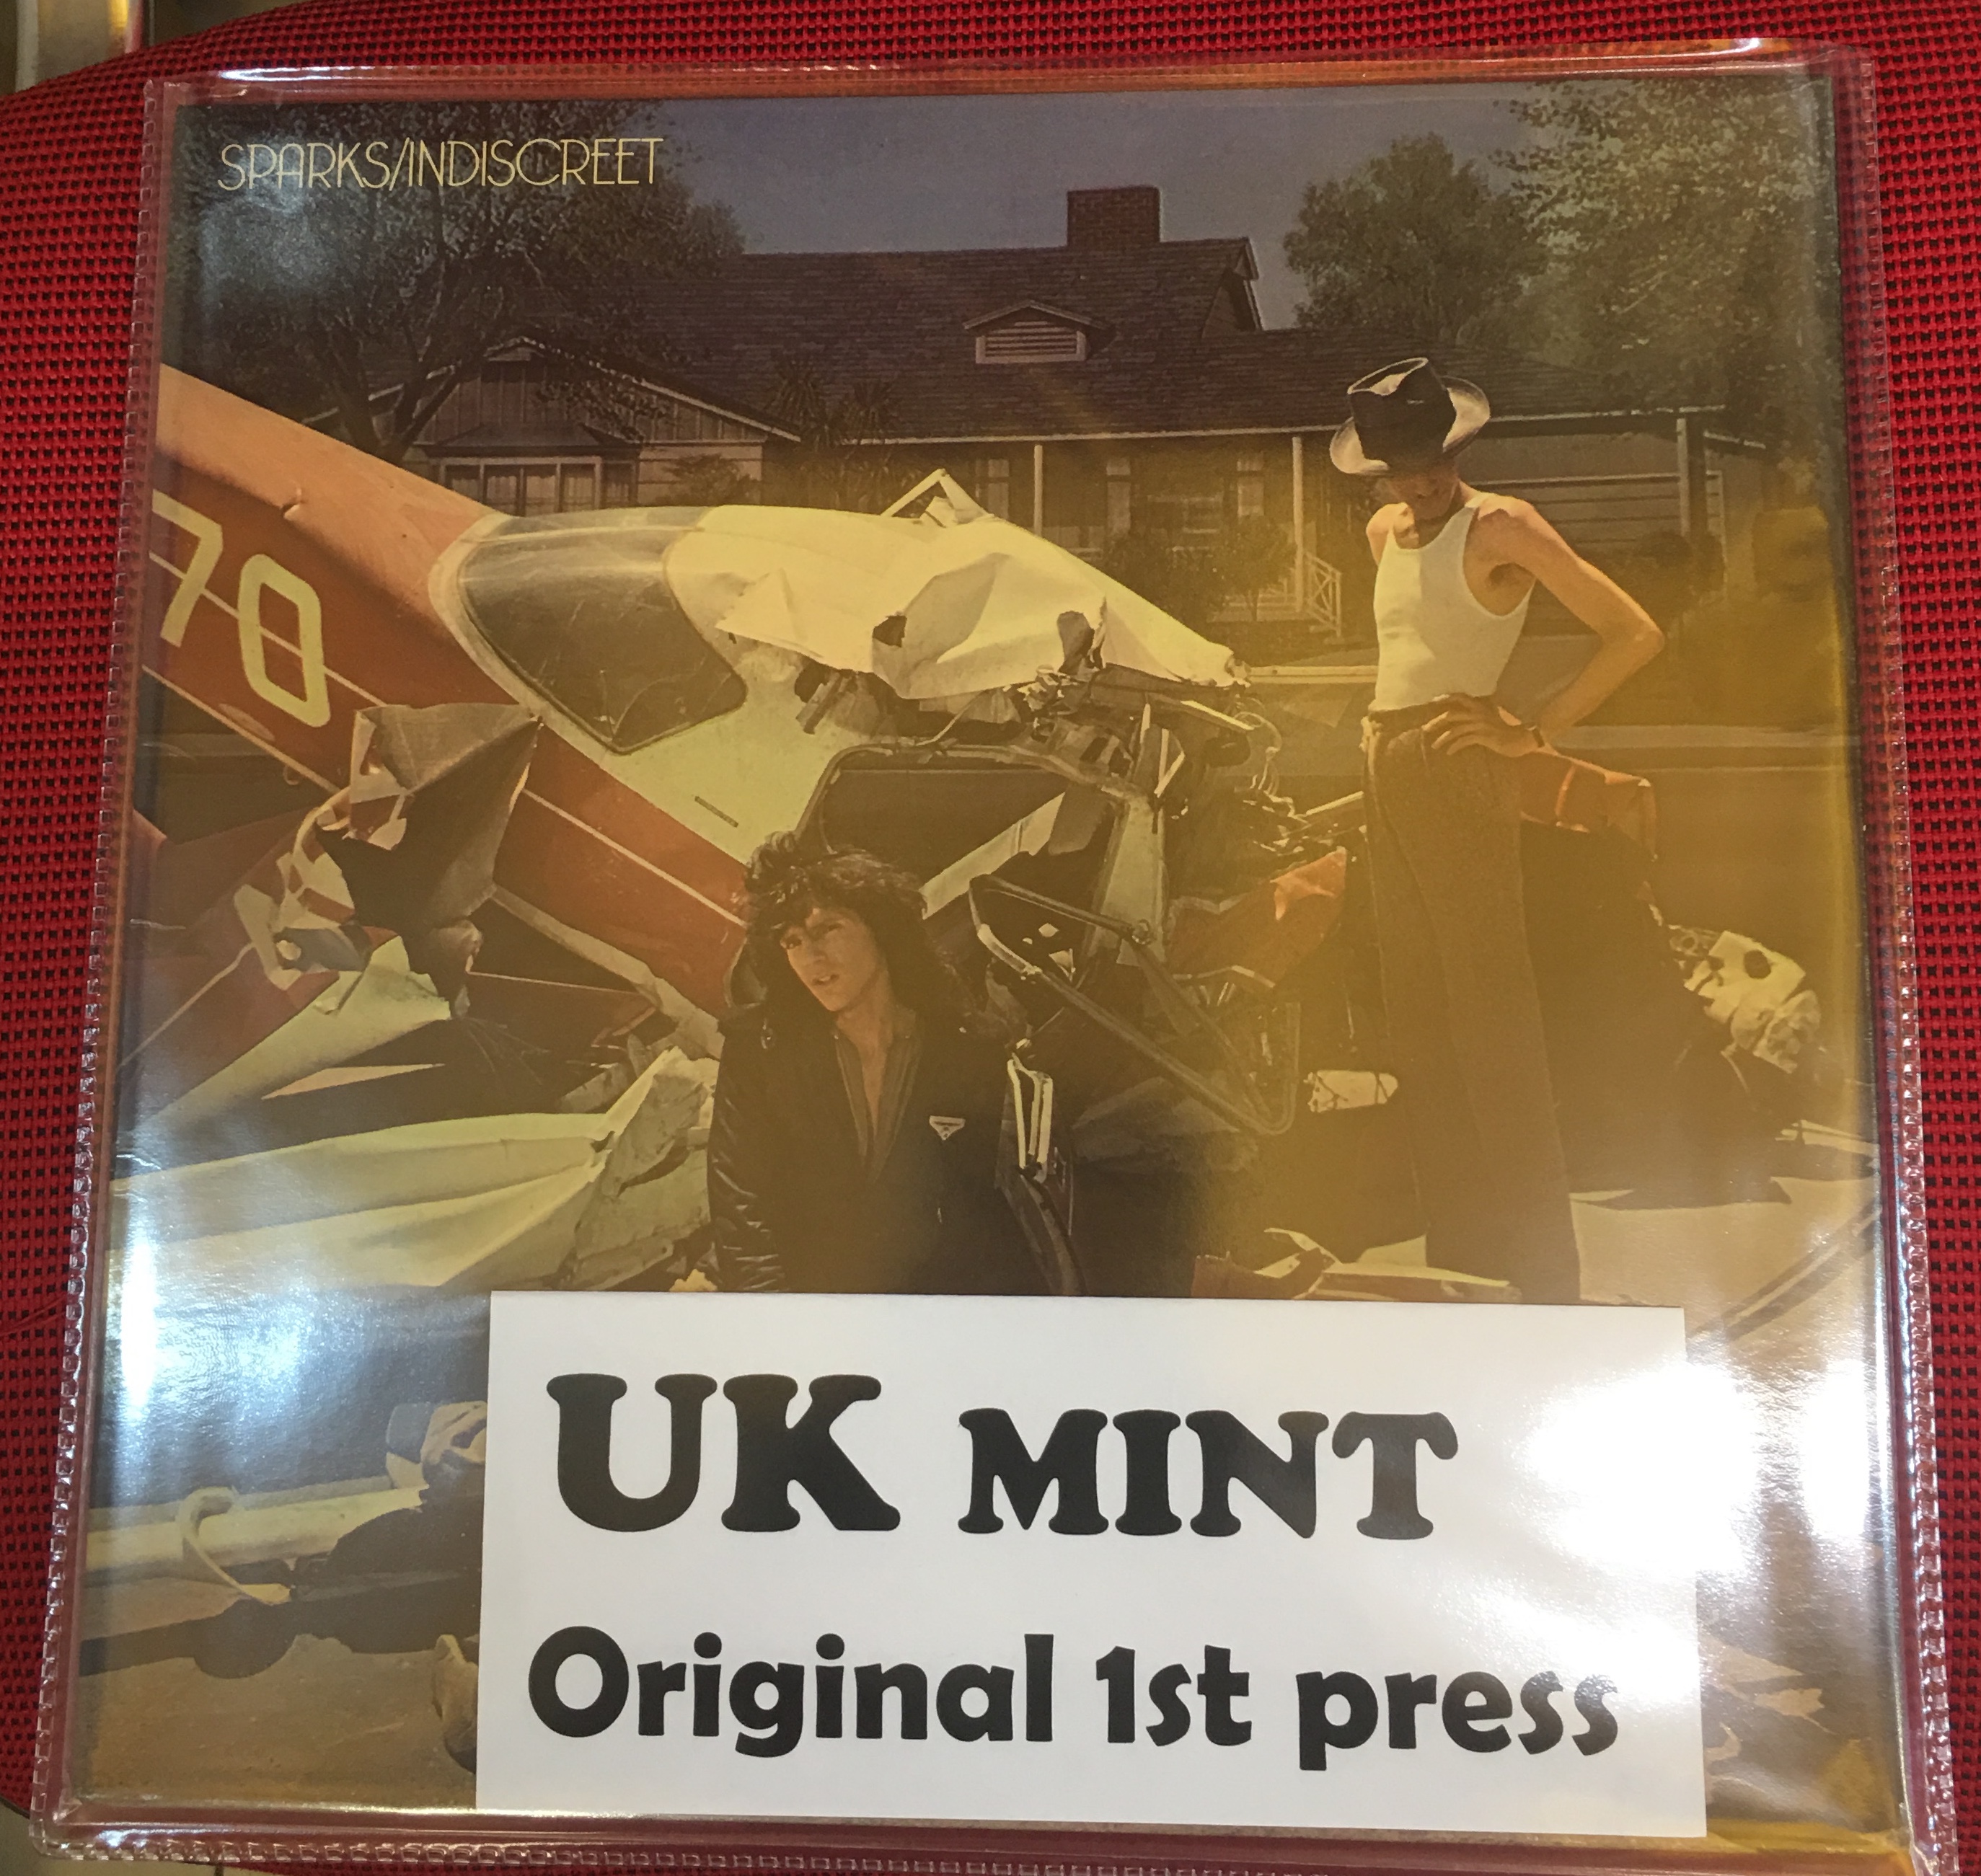 SPARKS/INDISCREET
70
UK MINT
Original 1st press